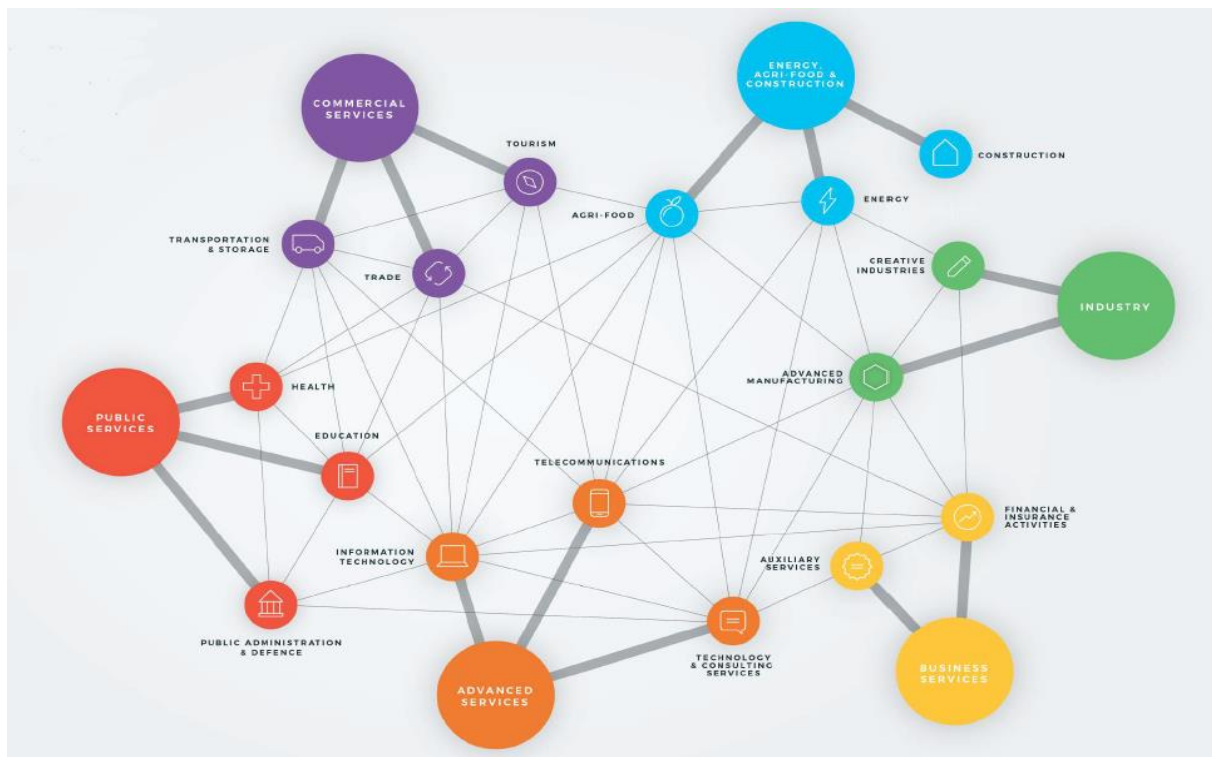 ENERGY,
AGRI-FOOD &
CONSTRUCTION
COMMERCIAL
SERVICES
TOURISM
CONSTRUCTION
ENERGY
AGRI-FOOD
TRANSPORTATION
& STORAGE
TRADE
CREATIVE
INDUSTRIES
INDUSTRY
ADVANCED
MANUFACTURING
HEALTH
PUBLIC
SERVICES
EDUCATION
TELECOMMUNICATIONS
FINANCIAL &
INSURANCE
ACTIVITIES
INFORMATION
TECHNOLOGY
AUXILIARY
SERVICES
PUBLIC ADMINISTRATION
& DEFENCE
TECHNOLOGY
& CONSULTING
SERVICES
ADVANCED
SERVICES
BUSINESS
SERVICES